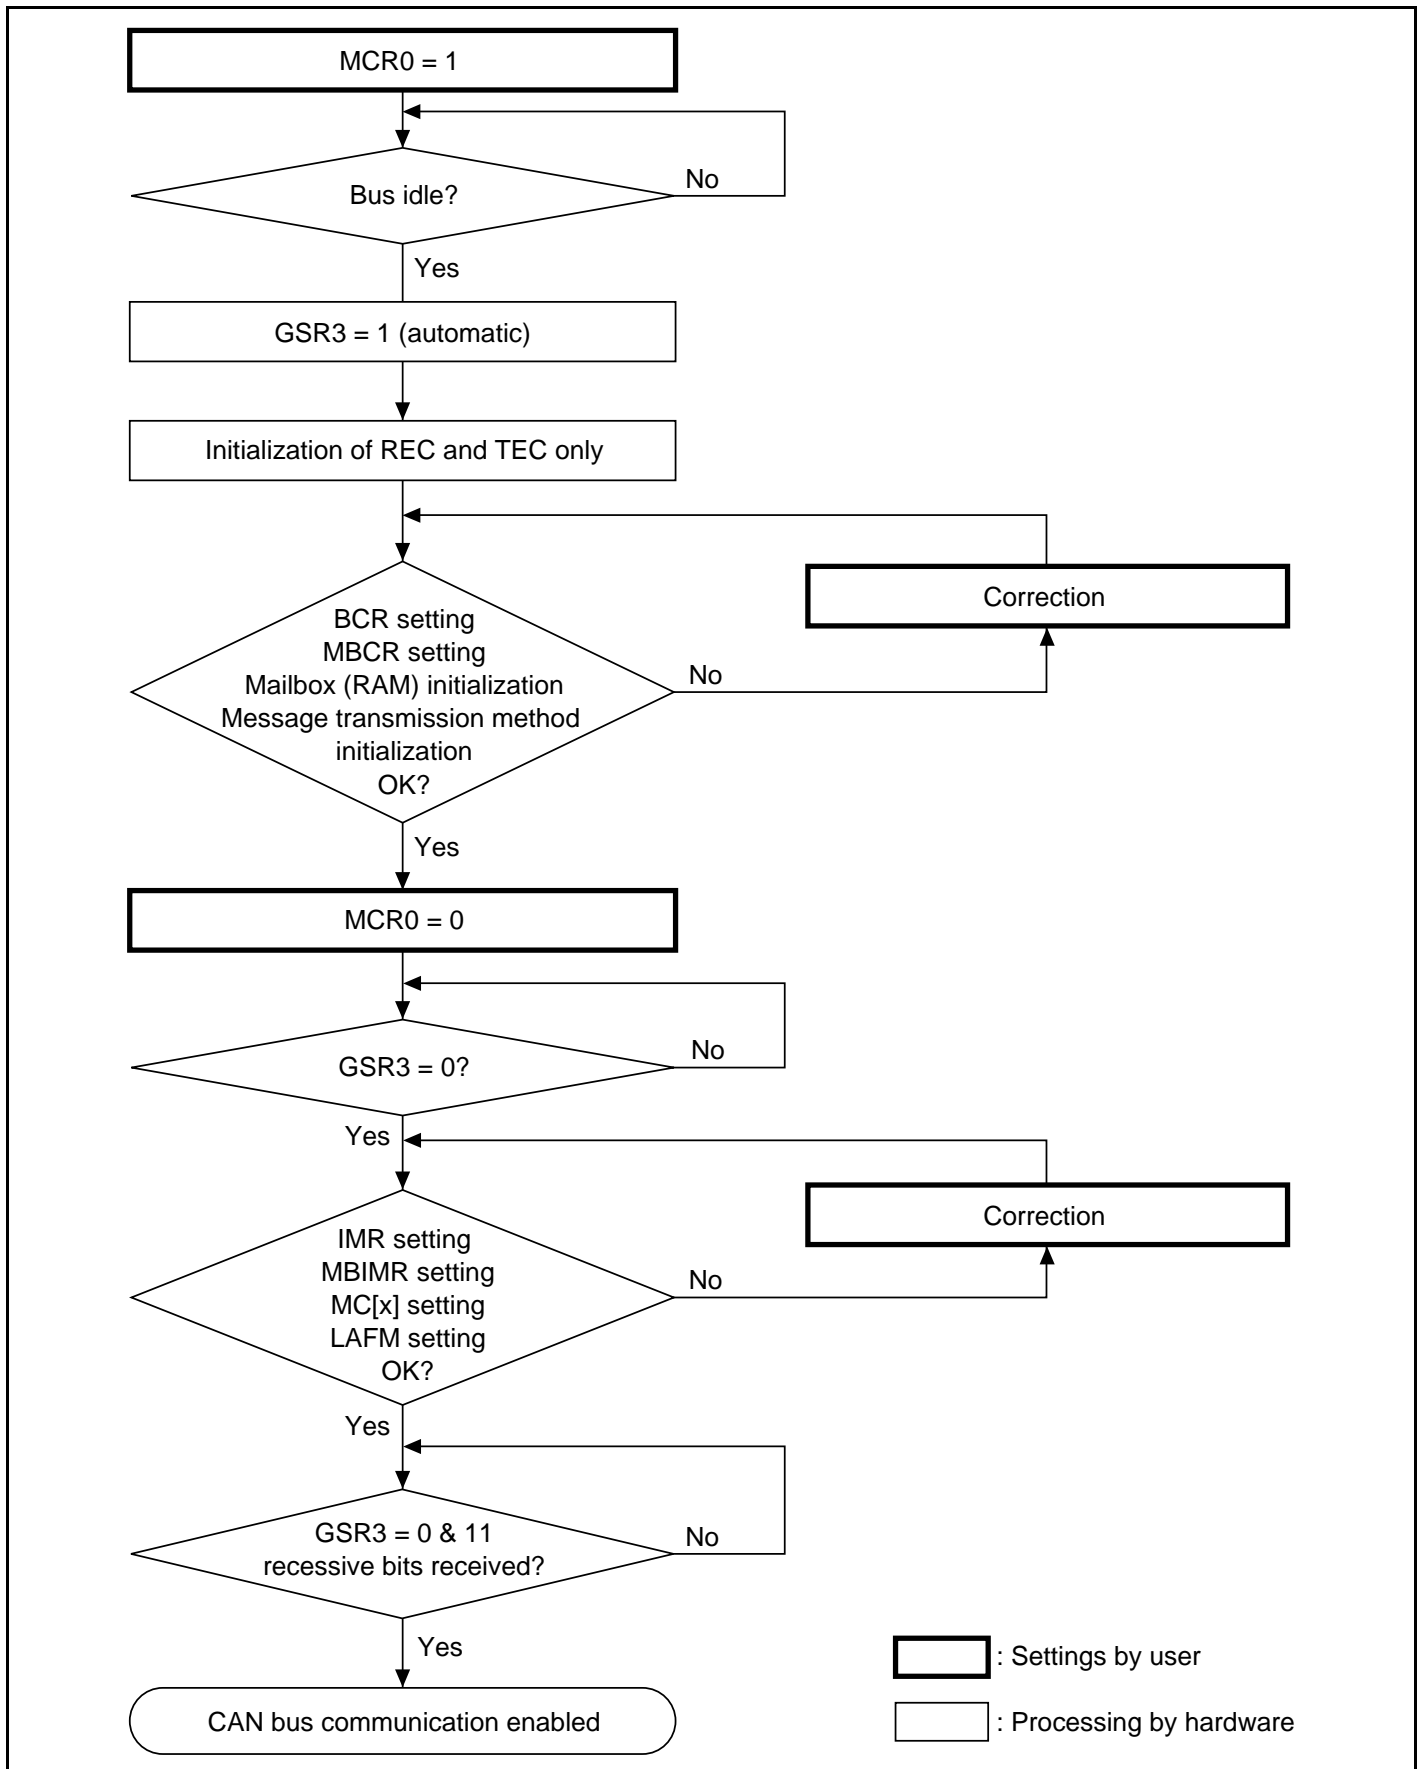 MCR0 = 1
Bus idle?
No
Yes
GSR3 = 1 (automatic)
Initialization of REC and TEC only
Correction
BCR setting
MBCR setting
Mailbox (RAM) initialization
Message transmission method
initialization
OK?
No
Yes
MCR0 = 0
GSR3 = 0?
No
Yes
Correction
IMR setting
MBIMR setting
MC[x] setting
LAFM setting
OK?
No
Yes
GSR3 = 0 & 11
recessive bits received?
No
Yes
CAN bus communication enabled
: Settings by user
: Processing by hardware